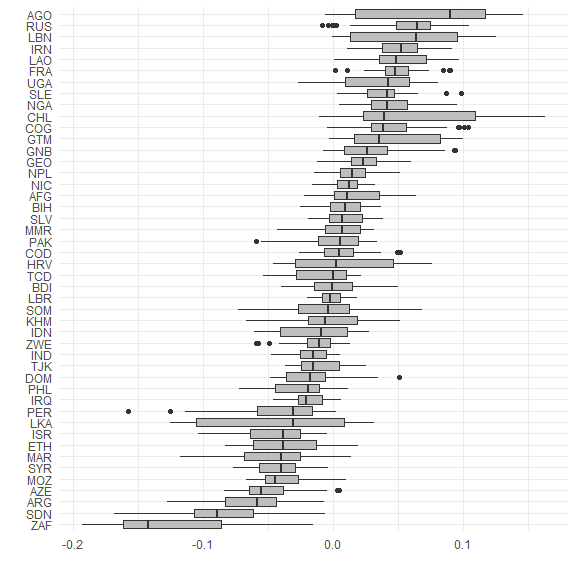 AGO
RUS
LBN
IRN
LAO
FRA
UGA
SLE
NGA
CHL
COG
GTM
GNB
GEO
NPL
NIC
AFG
BIH
SLV
MMR
PAK
COD
HRV
TCD
BDI
LBR
SOM
KHM
IDN
ZWE
IND
TJK
DOM
PHL
IRQ
PER
LKA
ISR
ETH
MAR
SYR
MOZ
AZE
ARG
SDN
ZAF
-0.2 -0.1 0.0 0.1